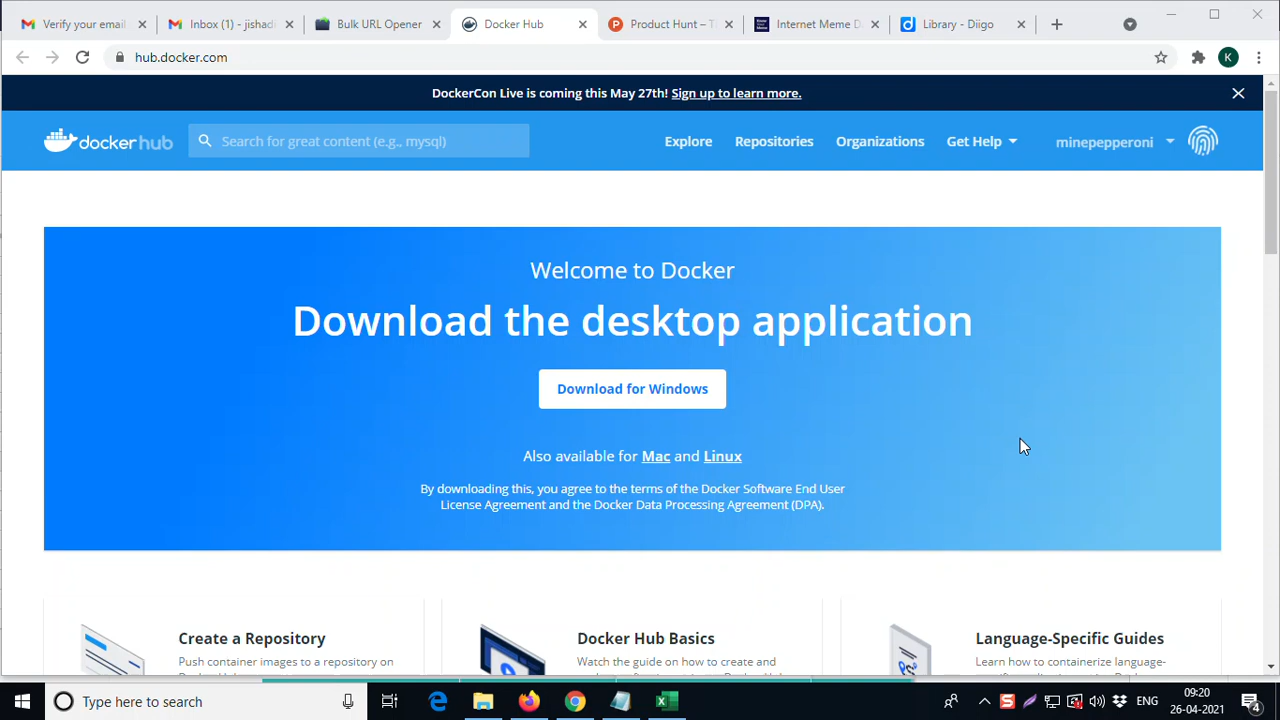 Verify your email
Inbox (1) - jishad
Bulk URL Opener
Docker Hub
Product Hunt – T
Internet Meme D
Library - Diigo
hub.docker.com
K
DockerCon Live is coming this May 27th! Sign up to learn more.
docker hub
Search for great content (e.g., mysql)
Explore
Repositories
Organizations
Get Help
minepepperoni
Welcome to Docker
Download the desktop application
Download for Windows
Also available for Mac and Linux
By downloading this, you agree to the terms of the Docker Software End User
License Agreement and the Docker Data Processing Agreement (DPA).
Create a Repository
Push container images to a repository on
Docker Hub Basics
Watch the guide on how to create and
Language-Specific Guides
Learn how to containerize language-
Type here to search
ENG
09:20
26-04-2021
4